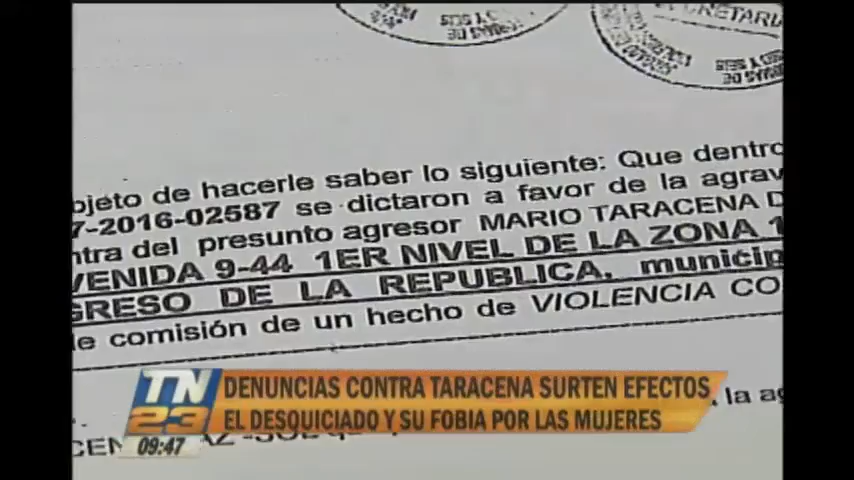 SECRETARIA
bjeto de hacerle saber lo siguiente: Que dentro
7-2016-02587 se dictaron a favor de la agrav
ntra del presunto agresor MARIO TARACENA D
VENIDA 9-44 1ER NIVEL DE LA ZONA 1
GRESO DE LA REPUBLICA, municip
e comisión de un hecho de VIOLENCIA CO
la ag
TN
23
09:47
DENUNCIAS CONTRA TARACENA SURTEN EFECTOS
EL DESQUICIADO Y SU FOBIA POR LAS MUJERES